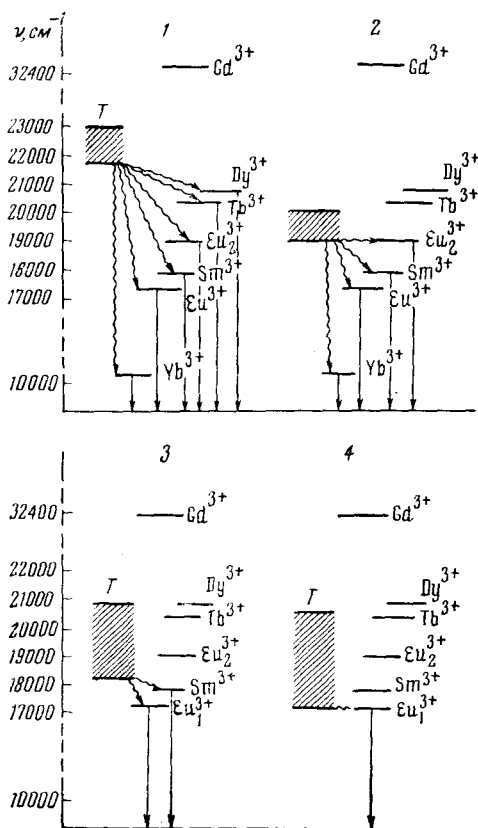 ν, см⁻¹
1
2
32400
Gd³⁺
Gd³⁺
T
23000
22000
21000
20000
19000
18000
17000
10000
Dy³⁺
Tb³⁺
Eu₂³⁺
Sm³⁺
Eu³⁺
Yb³⁺
Dy³⁺
Tb³⁺
Eu₂³⁺
Sm³⁺
Eu³⁺
Yb³⁺
3
4
32400
Gd³⁺
Gd³⁺
22000
21000
20000
19000
18000
17000
10000
T
Dy³⁺
Tb³⁺
Eu₂³⁺
Sm³⁺
Eu₁³⁺
T
Dy³⁺
Tb³⁺
Eu₂³⁺
Sm³⁺
Eu₁³⁺